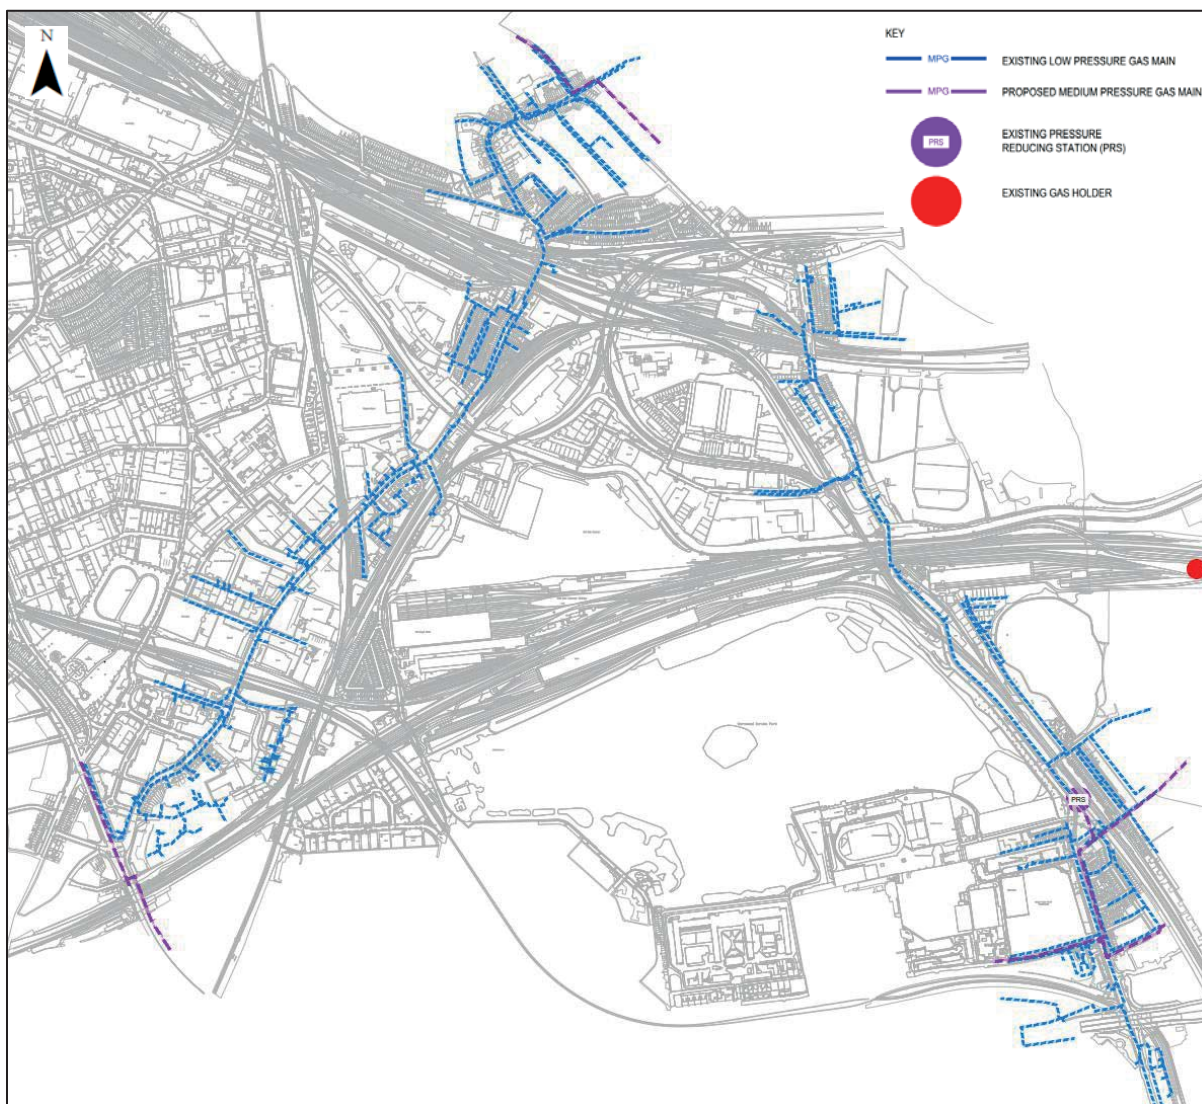 N
KEY
MPG EXISTING LOW PRESSURE GAS MAIN
MPG PROPOSED MEDIUM PRESSURE GAS MAIN
PRS
EXISTING PRESSURE
REDUCING STATION (PRS)
EXISTING GAS HOLDER
PRS